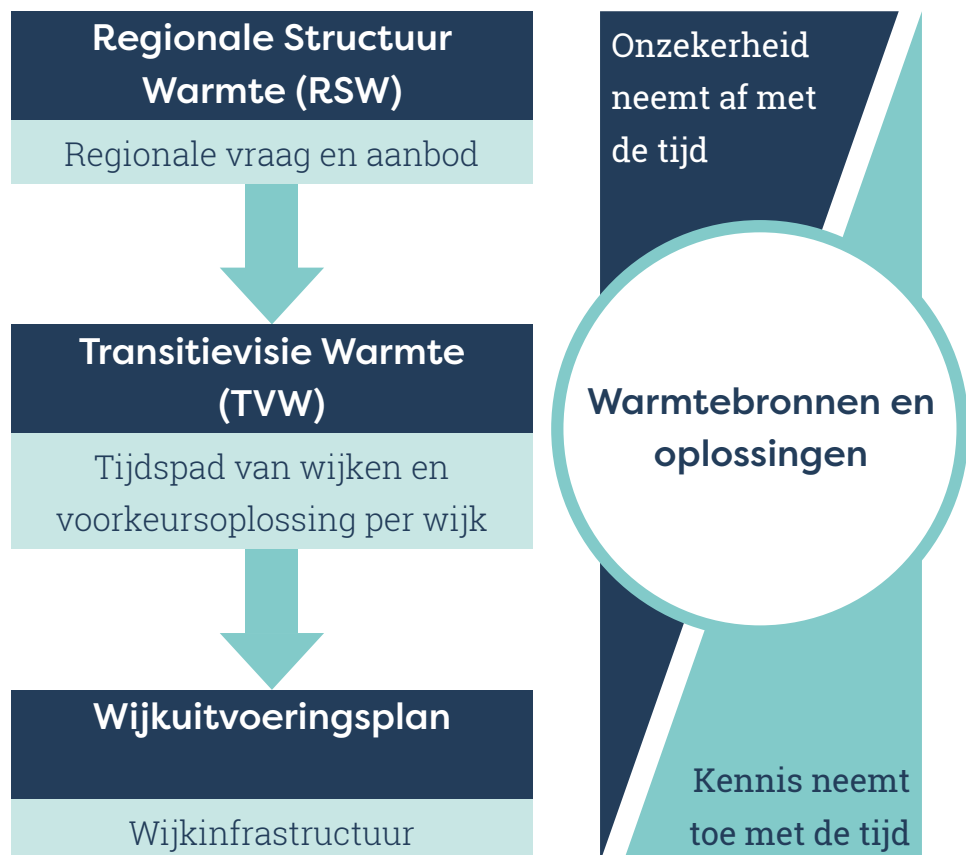 Regionale Structuur
Warmte (RSW)
Regionale vraag en aanbod
Transitievisie Warmte
(TVW)
Tijdspad van wijken en
voorkeursoplossing per wijk
Wijkuitvoeringsplan
Wijkinfrastructuur
Onzekerheid
neemt af met
de tijd
Warmtebronnen en
oplossingen
Kennis neemt
toe met de tijd